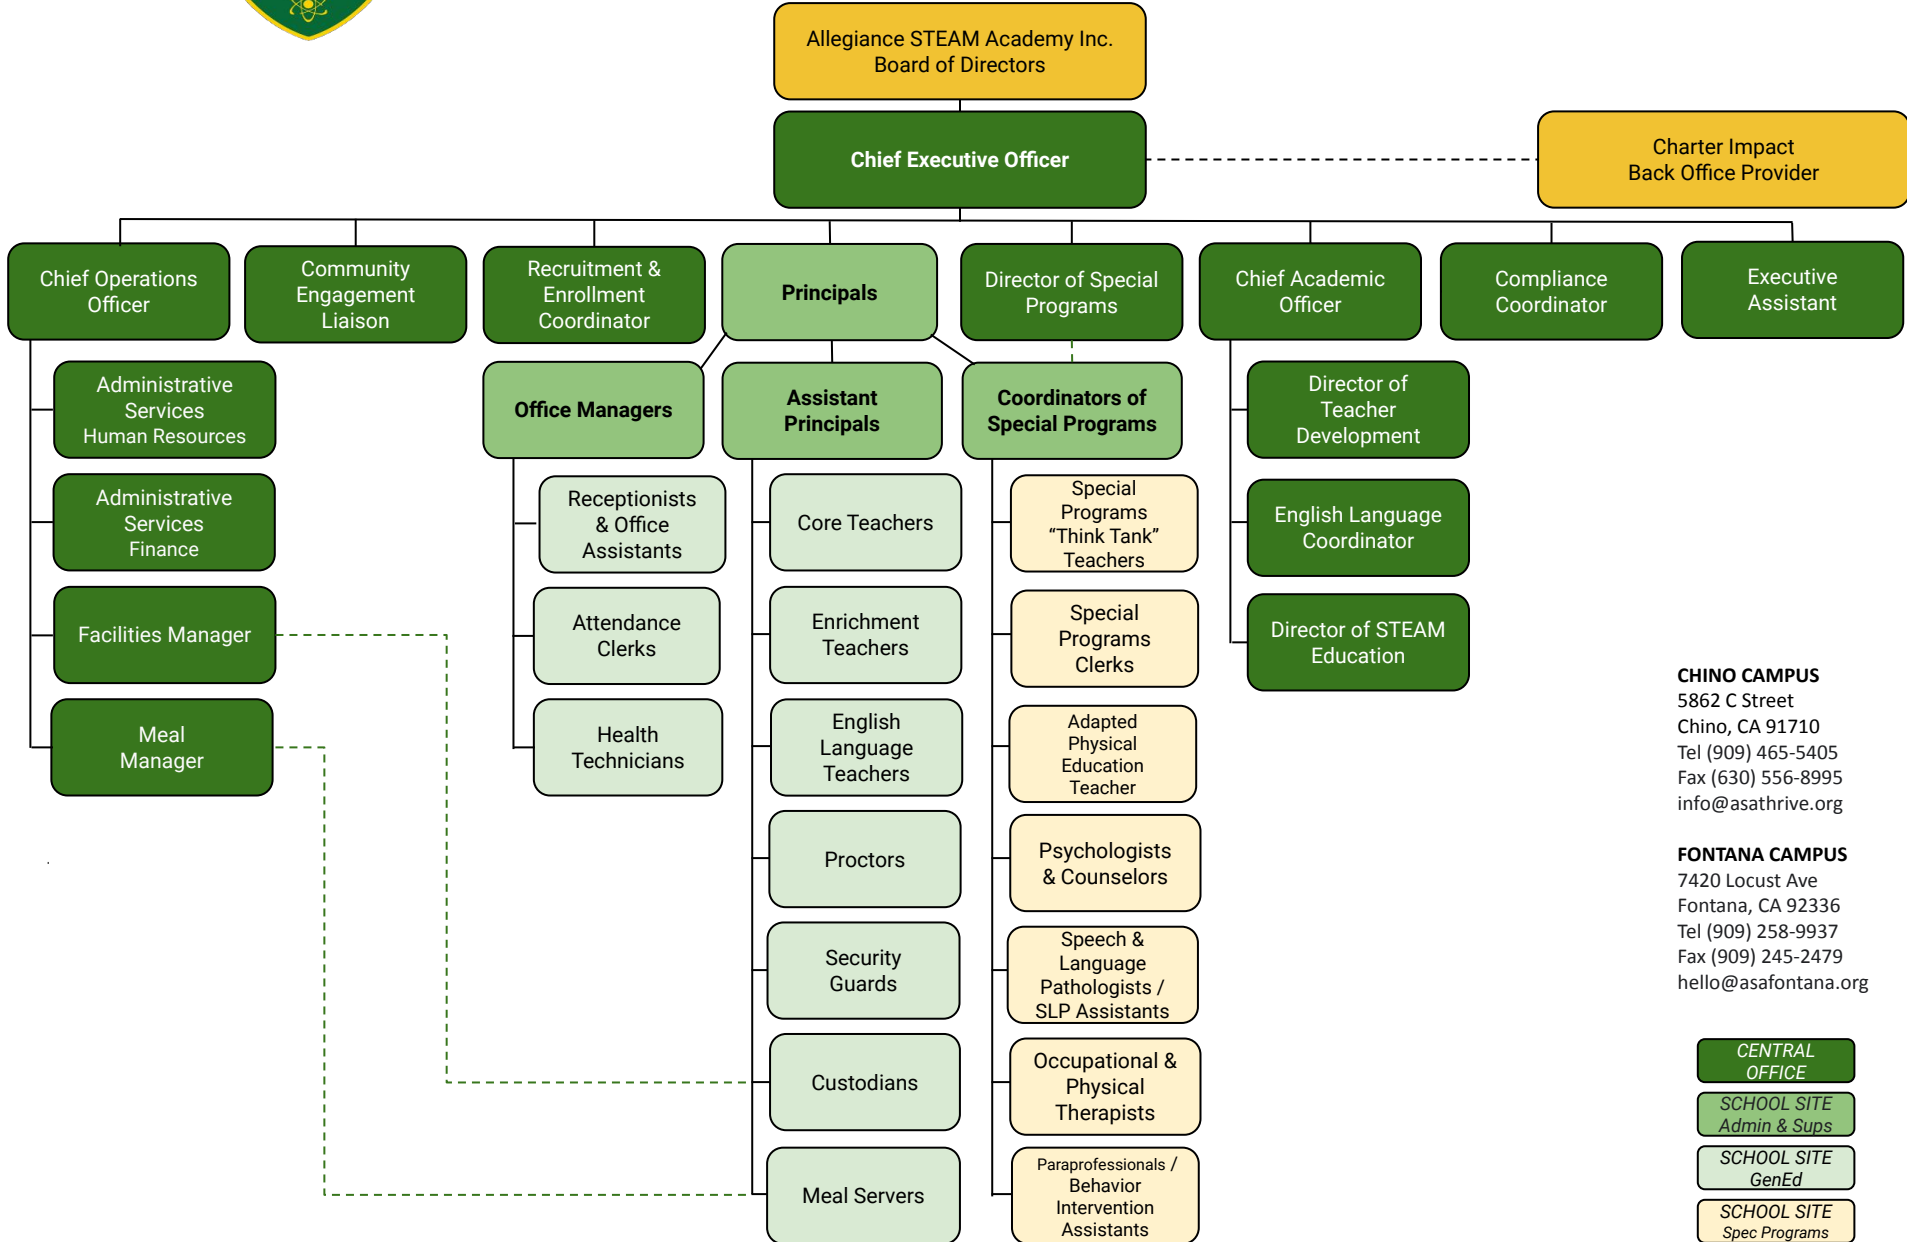 Allegiance STEAM Academy Inc.
Board of Directors
Chief Executive Officer
Charter Impact
Back Office Provider
Chief Operations
Officer
Community
Engagement
Liaison
Recruitment &
Enrollment
Coordinator
Principals
Director of Special
Programs
Chief Academic
Officer
Compliance
Coordinator
Executive
Assistant
Administrative
Services
Human Resources
Administrative
Services
Finance
Facilities Manager
Meal
Manager
Office Managers
Receptionists
& Office
Assistants
Attendance
Clerks
Health
Technicians
Assistant
Principals
Core Teachers
Enrichment
Teachers
English
Language
Teachers
Proctors
Security
Guards
Custodians
Meal Servers
Coordinators of
Special Programs
Special
Programs
“Think Tank”
Teachers
Special
Programs
Clerks
Adapted
Physical
Education
Teacher
Psychologists
& Counselors
Speech &
Language
Pathologists /
SLP Assistants
Occupational &
Physical
Therapists
Paraprofessionals /
Behavior
Intervention
Assistants
Director of
Teacher
Development
English Language
Coordinator
Director of STEAM
Education
CHINO CAMPUS
5862 C Street
Chino, CA 91710
Tel (909) 465-5405
Fax (630) 556-8995
info@asathrive.org
FONTANA CAMPUS
7420 Locust Ave
Fontana, CA 92336
Tel (909) 258-9937
Fax (909) 245-2479
hello@asafontana.org
CENTRAL
OFFICE
SCHOOL SITE
Admin & Sups
SCHOOL SITE
GenEd
SCHOOL SITE
Spec Programs